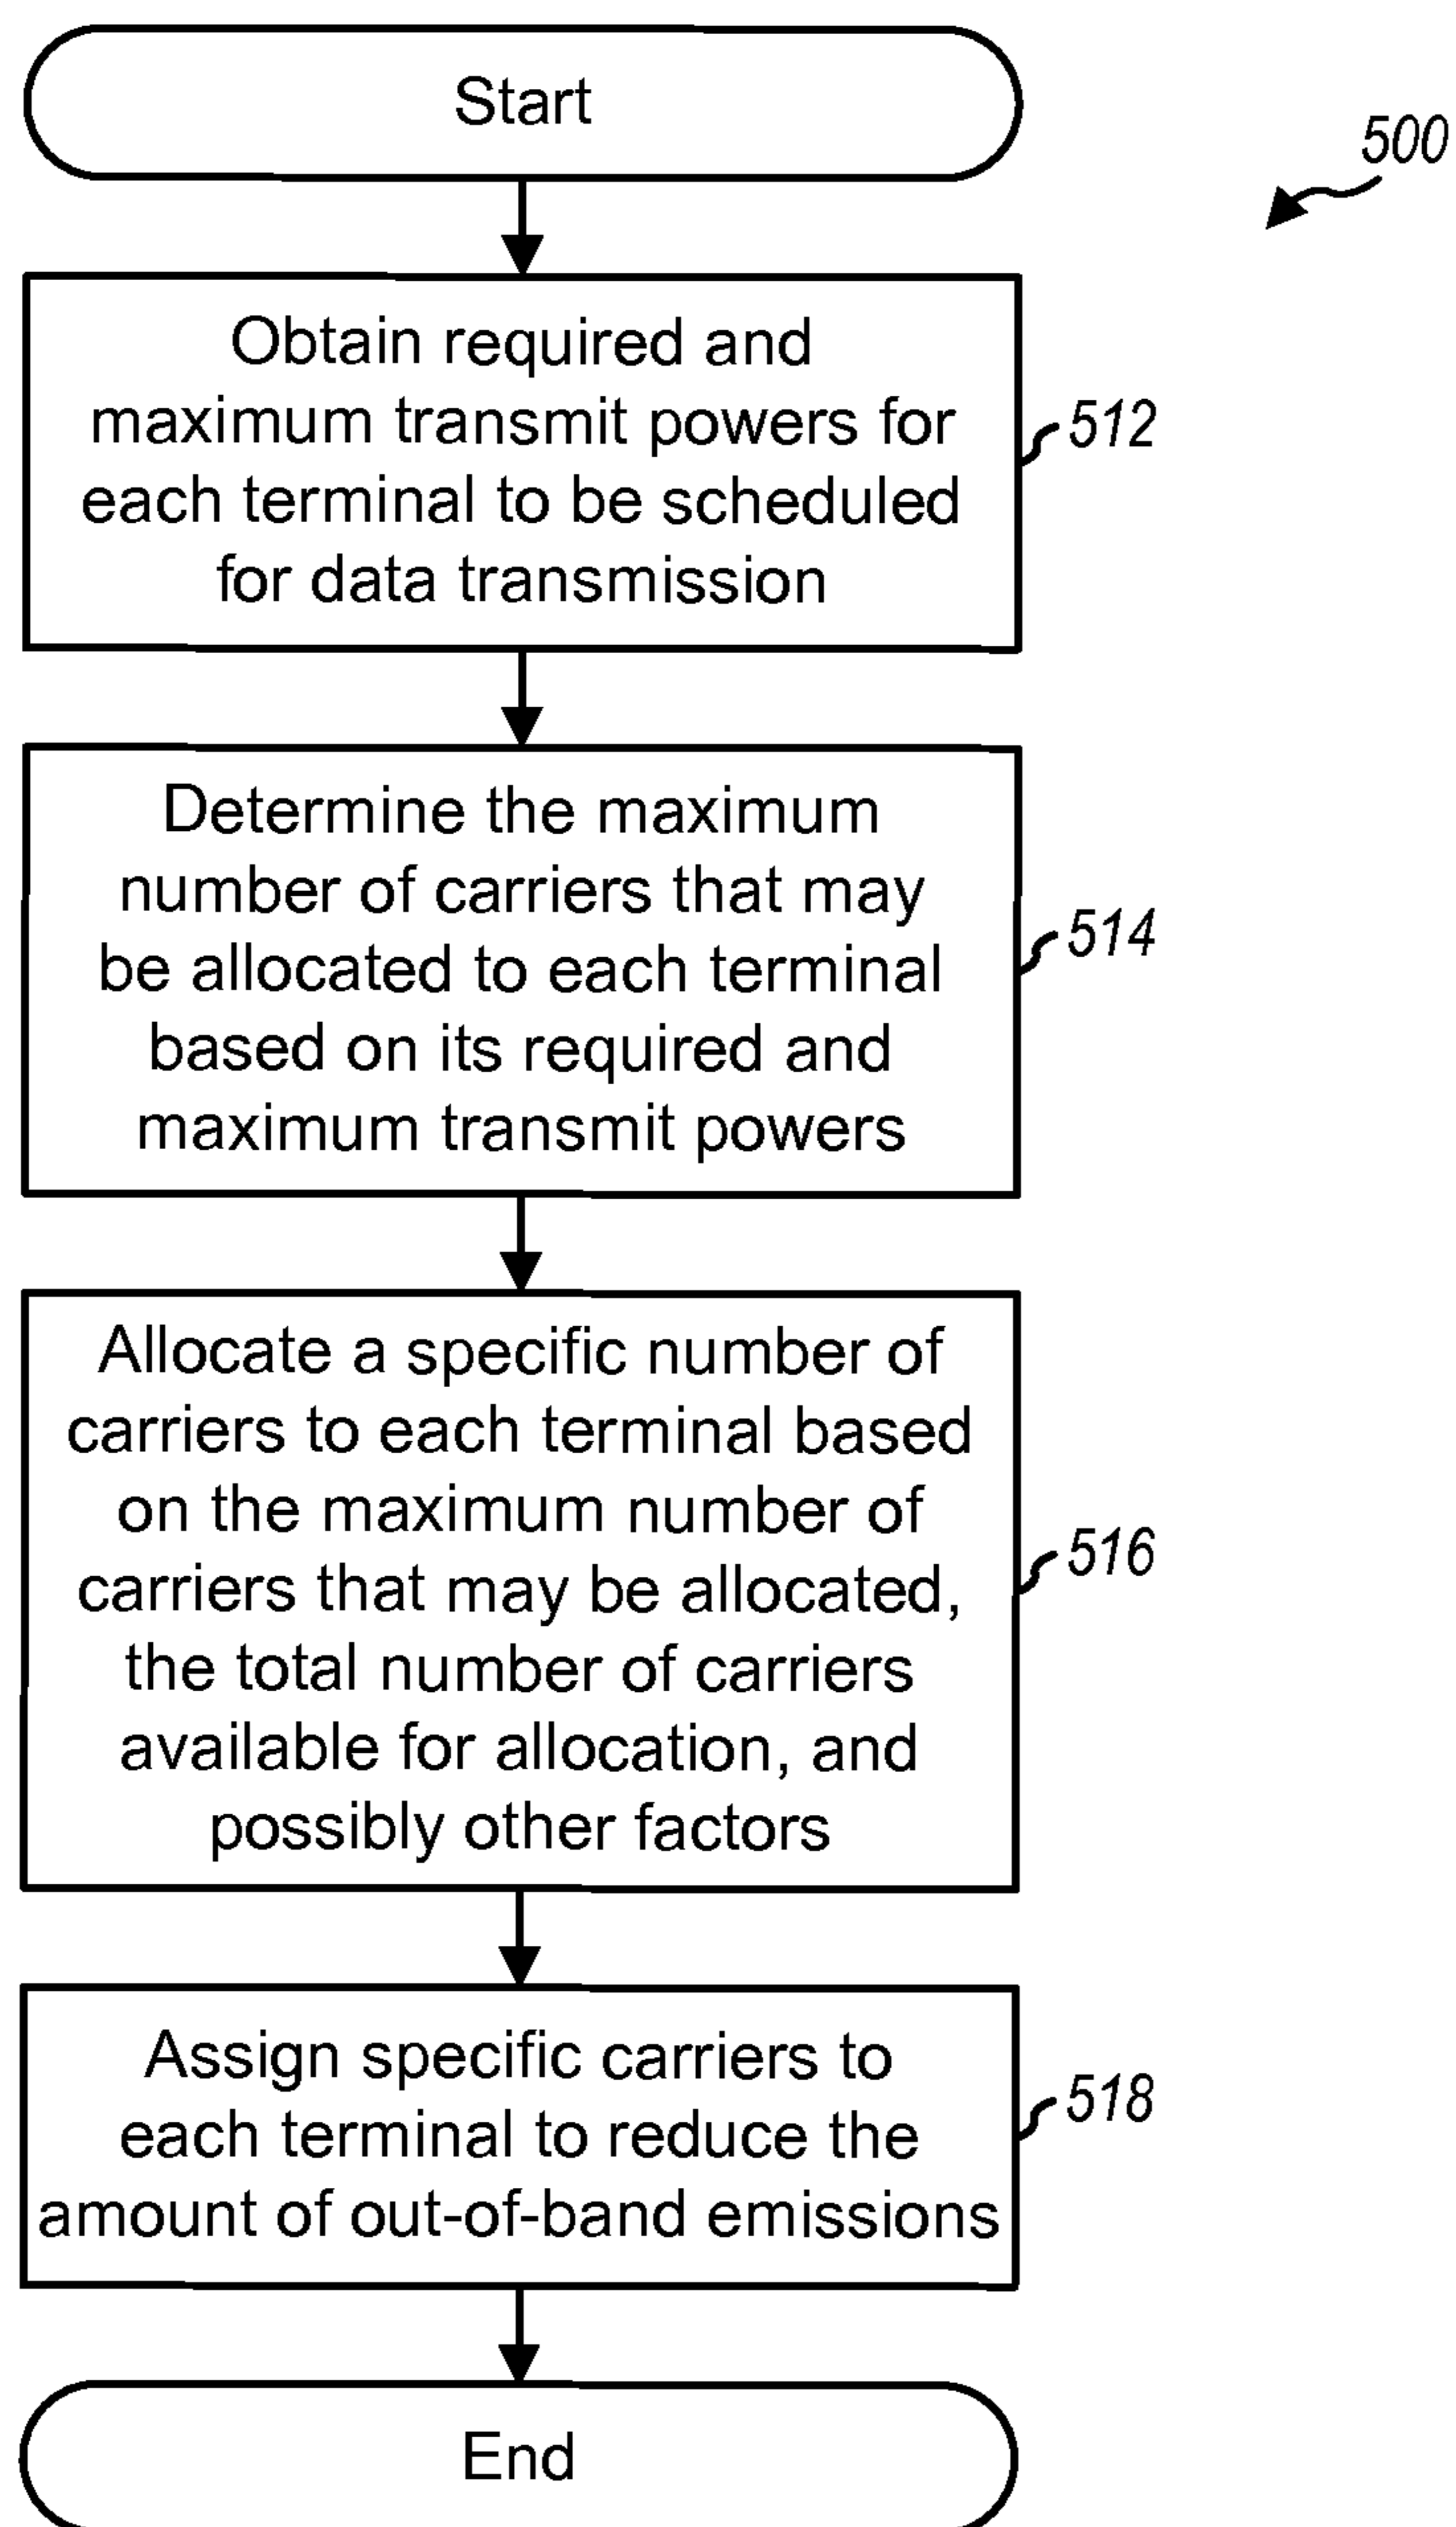 Start
500
Obtain required and
maximum transmit powers for
each terminal to be scheduled
for data transmission
512
Determine the maximum
number of carriers that may
be allocated to each terminal
based on its required and
maximum transmit powers
514
Allocate a specific number of
carriers to each terminal based
on the maximum number of
carriers that may be allocated,
the total number of carriers
available for allocation, and
possibly other factors
516
Assign specific carriers to
each terminal to reduce the
amount of out-of-band emissions
518
End